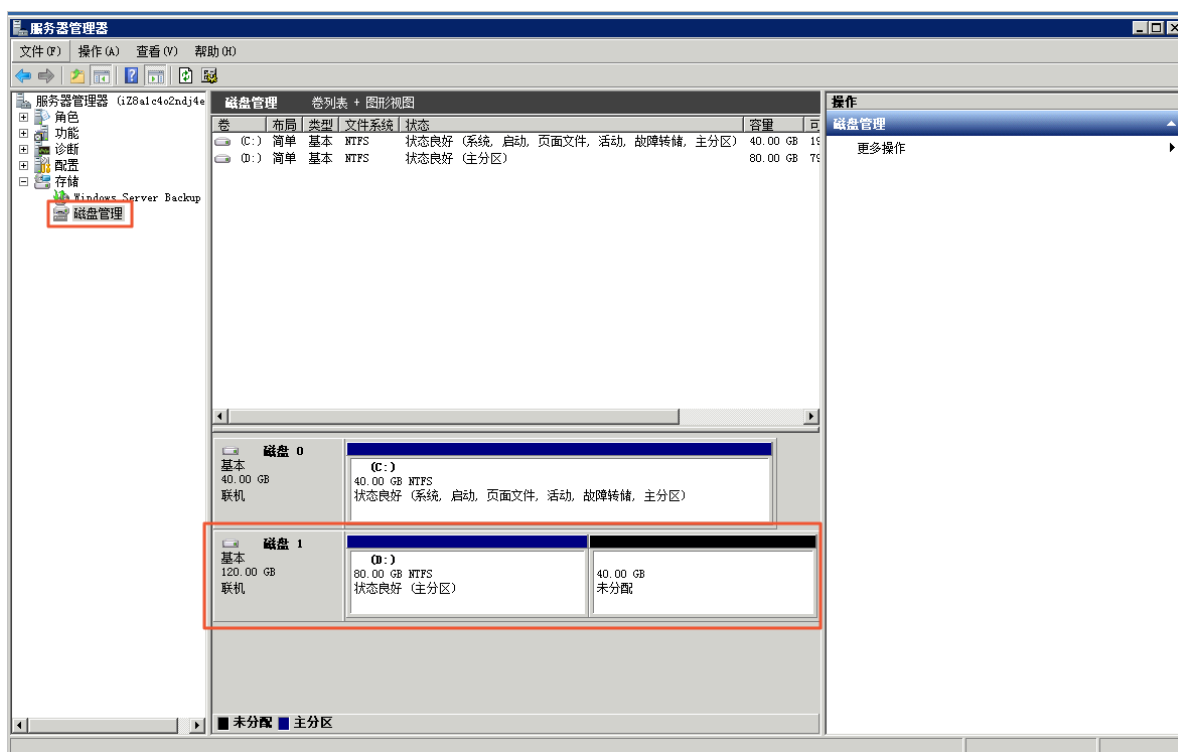 服务器管理器
文件(F) 操作(A) 查看(V) 帮助(H)
服务器管理器 (iZ8a1c4o2ndj4e
角色
功能
诊断
配置
存储
Windows Server Backup
磁盘管理
磁盘管理 卷列表 + 图形视图
卷 布局 类型 文件系统 状态 容量 可
(C:) 简单 基本 NTFS 状态良好 (系统, 启动, 页面文件, 活动, 故障转储, 主分区) 40.00 GB 19
(D:) 简单 基本 NTFS 状态良好 (主分区) 80.00 GB 79
磁盘 0
基本
40.00 GB
联机
(C:)
40.00 GB NTFS
状态良好 (系统, 启动, 页面文件, 活动, 故障转储, 主分区)
磁盘 1
基本
120.00 GB
联机
(D:)
80.00 GB NTFS
状态良好 (主分区)
40.00 GB
未分配
未分配 主分区
操作
磁盘管理
更多操作